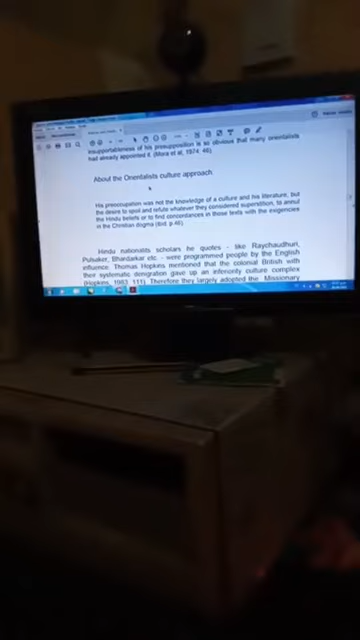 insupportableness of his presupposition is so obvious that many orientalists
had already appointed it. (Mora et al, 1974: 46).
About the Orientalists culture approach
His preoccupation was not the knowledge of a culture and his literature, but
the desire to spoil and refute whatever they considered superstition, to annul
the Hindu beliefs or to find concordances in those texts with the exigencies
in the Christian dogma (Ibid. p.46).
Hindu nationalists scholars he quotes - like Raychaudhuri,
Pulsaker, Bhardarkar etc. - were programmed people by the English
influence. Thomas Hopkins mentioned that the colonial British with
their systematic denigration gave up an inferiority culture complex
(Hopkins, 1983: 111). Therefore they largely adopted the Missionary